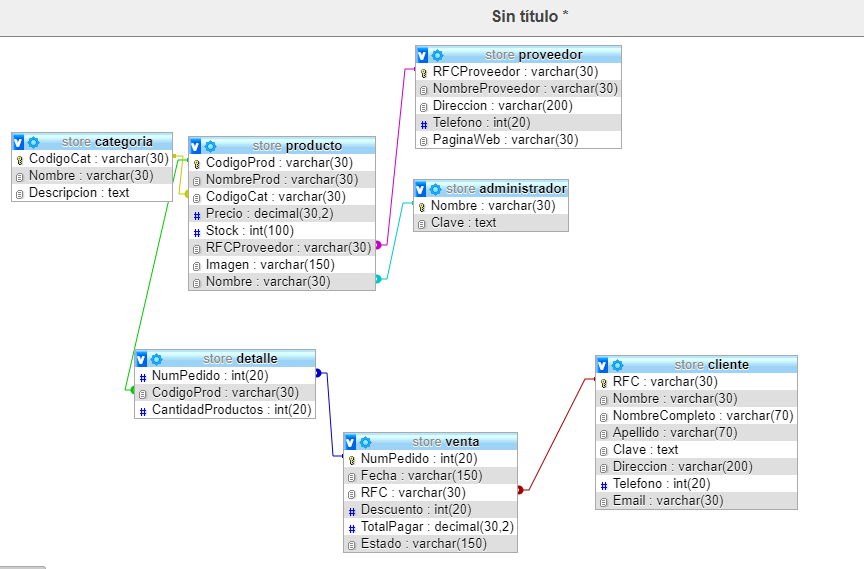 Sin título *
store proveedor
RFCProveedor : varchar(30)
NombreProveedor : varchar(30)
Direccion : varchar(200)
# Telefono : int(20)
PaginaWeb : varchar(30)
store categoria
CodigoCat : varchar(30)
Nombre : varchar(30)
Descripcion : text
store producto
CodigoProd : varchar(30)
NombreProd : varchar(30)
CodigoCat : varchar(30)
# Precio : decimal(30,2)
# Stock : int(100)
RFCProveedor : varchar(30)
Imagen : varchar(150)
Nombre : varchar(30)
store administrador
Nombre : varchar(30)
Clave : text
store detalle
# NumPedido : int(20)
CodigoProd : varchar(30)
# CantidadProductos : int(20)
store cliente
RFC : varchar(30)
Nombre : varchar(30)
NombreCompleto : varchar(70)
Apellido : varchar(70)
Clave : text
Direccion : varchar(200)
# Telefono : int(20)
Email : varchar(30)
store venta
NumPedido : int(20)
Fecha : varchar(150)
RFC : varchar(30)
# Descuento : int(20)
# TotalPagar : decimal(30,2)
Estado : varchar(150)